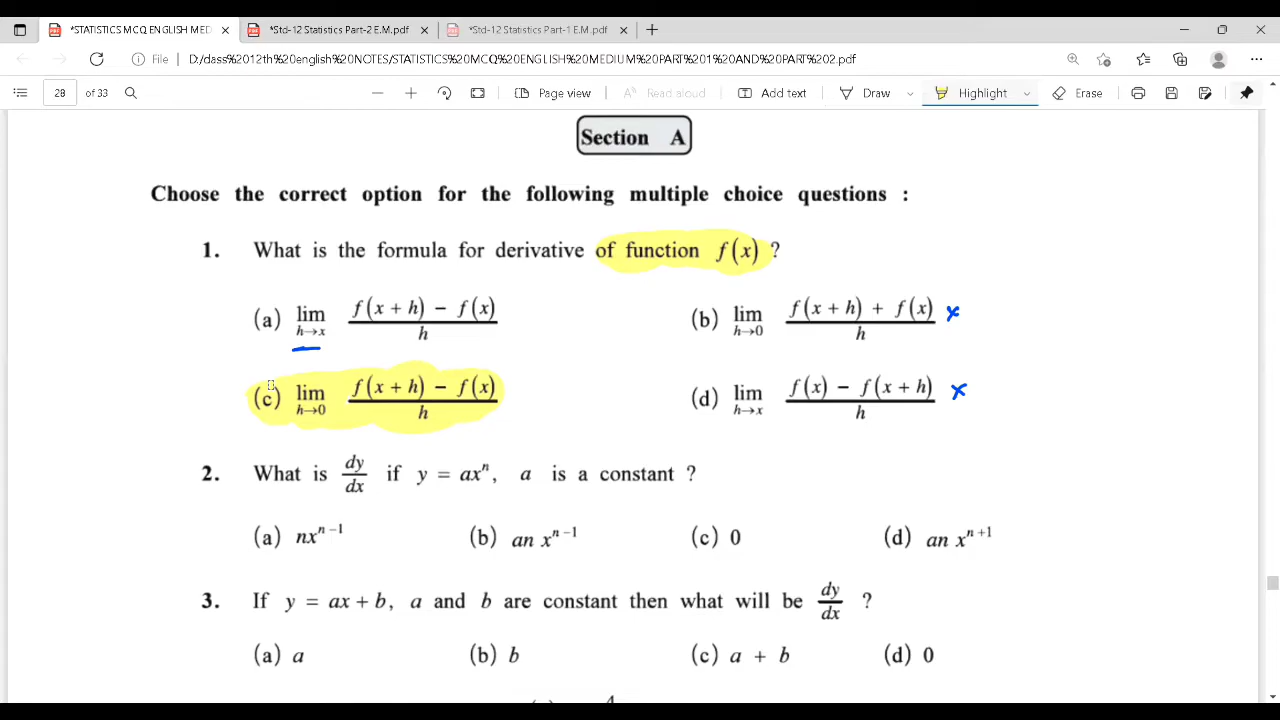 *STATISTICS MCQ ENGLISH MED
*Std-12 Statistics Part-2 E.M.pdf
*Std-12 Statistics Part-1 E.M.pdf
File D:/class%2012th%20english%20NOTES/STATISTICS%20MCQ%20ENGLISH%20MEDIUM%20PART%201%20AND%20PART%202.pdf
28 of 33 Page view Read aloud Add text Draw Highlight Erase
Section A
Choose the correct option for the following multiple choice questions :
1. What is the formula for derivative of function f(x) ?
(a) lim h→x f(x + h) − f(x) / h (b) lim h→0 f(x + h) + f(x) / h ×
(c) lim h→0 f(x + h) − f(x) / h (d) lim h→x f(x) − f(x + h) / h ×
2. What is dy/dx if y = axⁿ, a is a constant ?
(a) nxⁿ⁻¹ (b) an xⁿ⁻¹ (c) 0 (d) an xⁿ⁺¹
3. If y = ax + b, a and b are constant then what will be dy/dx ?
(a) a (b) b (c) a + b (d) 0